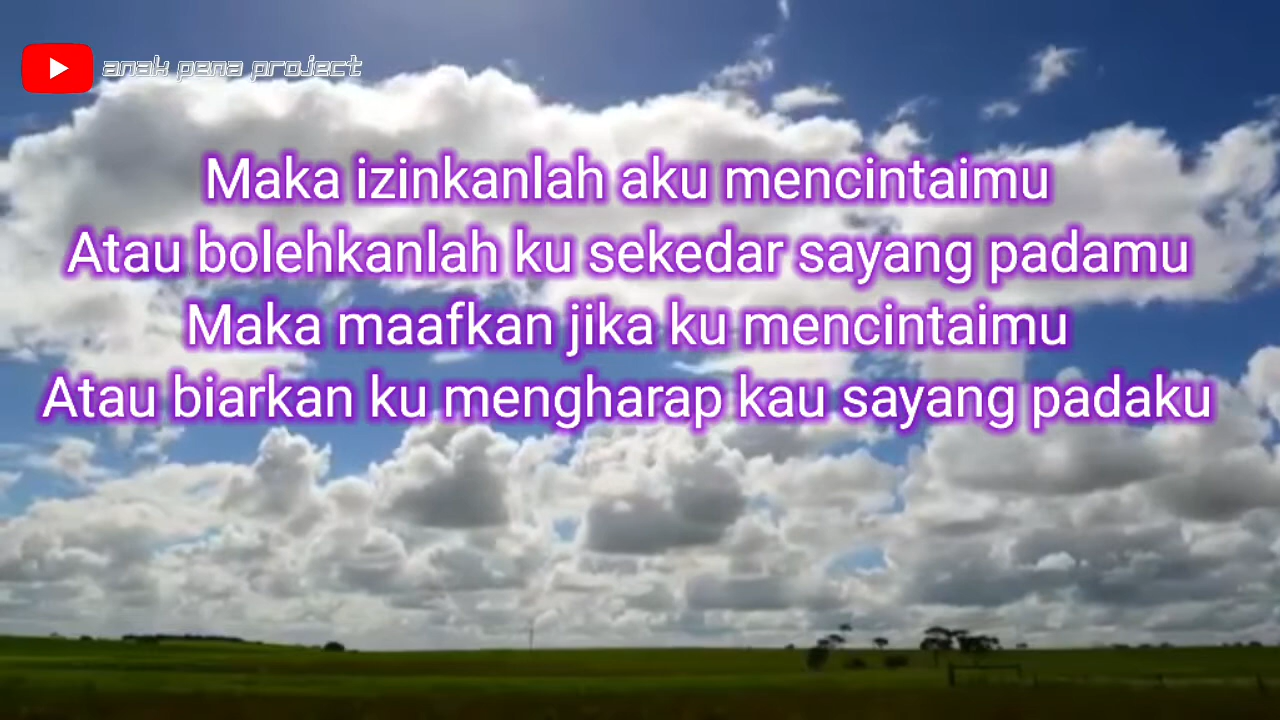 anak pena project
Maka izinkanlah aku mencintaimu
Atau bolehkanlah ku sekedar sayang padamu
Maka maafkan jika ku mencintaimu
Atau biarkan ku mengharap kau sayang padaku